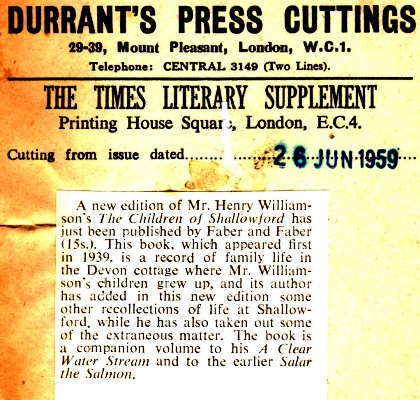 DURRANT'S PRESS CUTTINGS
29-39, Mount Pleasant, London, W.C.1.
Telephone: CENTRAL 3149 (Two Lines).
THE TIMES LITERARY SUPPLEMENT
Printing House Square, London, E.C.4.
Cutting from issue dated..........26 JUN 1959
A new edition of Mr. Henry William-
son's The Children of Shallowford has
just been published by Faber and Faber
(15s.). This book, which appeared first
in 1939, is a record of family life in
the Devon cottage where Mr. William-
son's children grew up, and its author
has added in this new edition some
other recollections of life at Shallow-
ford, while he has also taken out some
of the extraneous matter. The book is
a companion volume to his A Clear
Water Stream and to the earlier Salar
the Salmon.